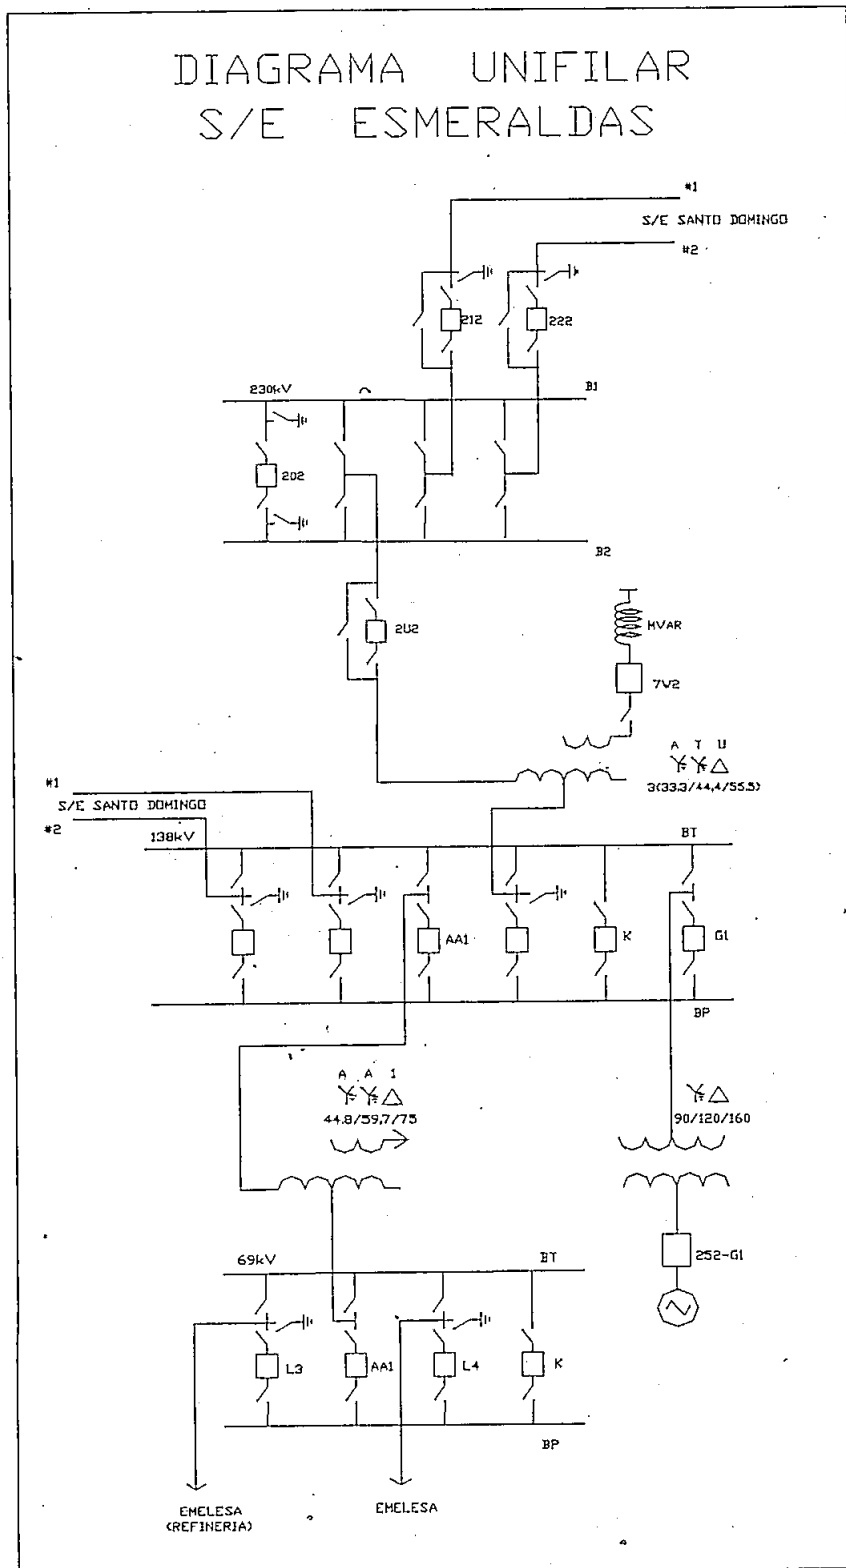 DIAGRAMA UNIFILAR
S/E ESMERALDAS
#1
S/E SANTO DOMINGO
#2
212
222
230kV
B1
202
B2
2U2
MVAR
7W2
A T U
3(33.3/44,4/55.5)
#1
S/E SANTO DOMINGO
#2
138kV
BT
AA1
K
G1
BP
A A 1
44.8/59,7/75
90/120/160
69kV
BT
252-G1
L3
AA1
L4
K
BP
EMELESA
(REFINERIA)
EMELESA